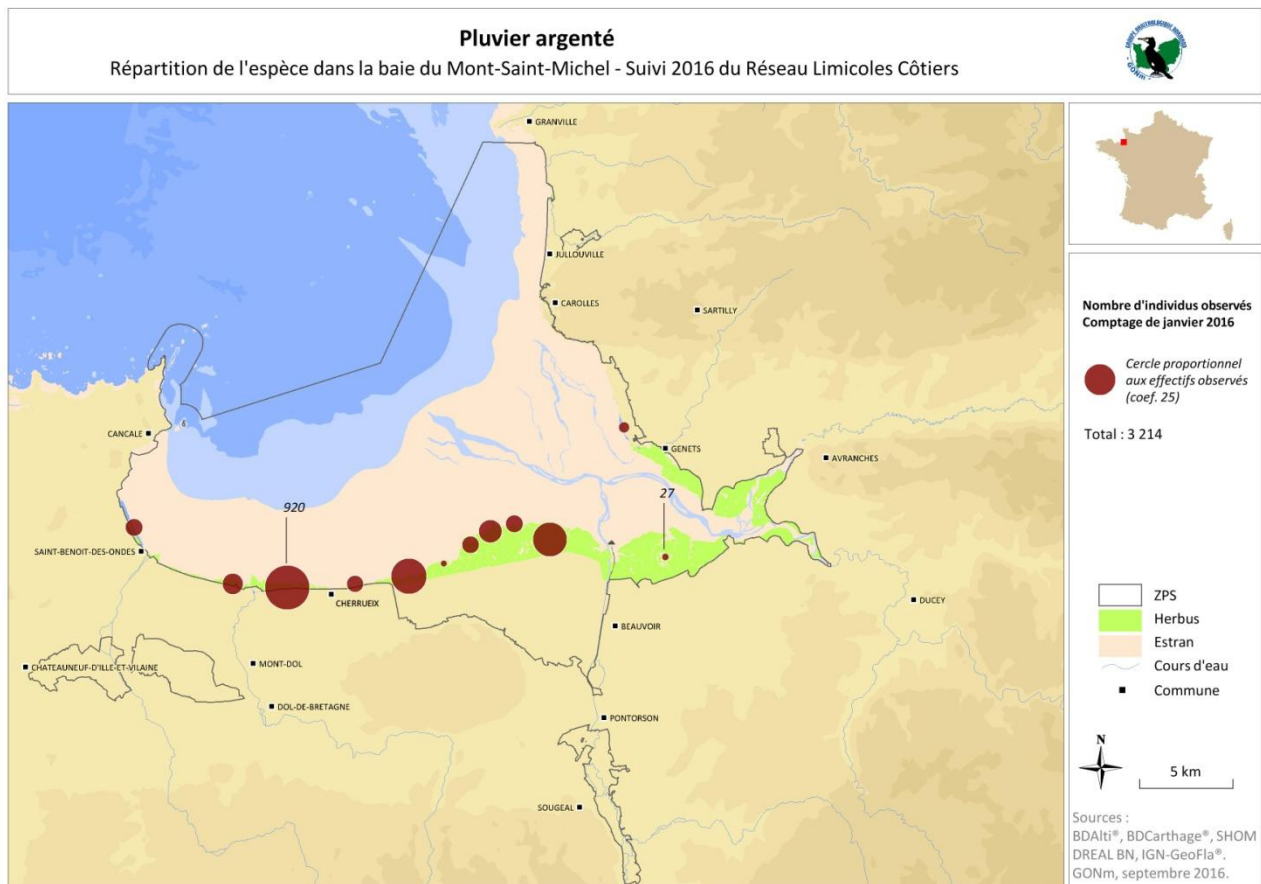 Pluvier argenté
Répartition de l'espèce dans la baie du Mont-Saint-Michel - Suivi 2016 du Réseau Limicoles Côtiers
GROUPE ORNITHOLOGIQUE NORMAND
- GONm -
GRANVILLE
JULLOUVILLE
CAROLLES
SARTILLY
CANCALE
GENETS
AVRANCHES
920
27
SAINT-BENOIT-DES-ONDES
CHERRUEIX
DUCEY
BEAUVOIR
CHATEAUNEUF-D'ILLE-ET-VILAINE
MONT-DOL
DOL-DE-BRETAGNE
PONTORSON
SOUGEAL
Nombre d'individus observés
Comptage de janvier 2016
Cercle proportionnel
aux effectifs observés
(coef. 25)
Total : 3 214
ZPS
Herbus
Estran
Cours d'eau
Commune
N
5 km
Sources :
BDAlti®, BDCarthage®, SHOM
DREAL BN, IGN-GeoFla®.
GONm, septembre 2016.